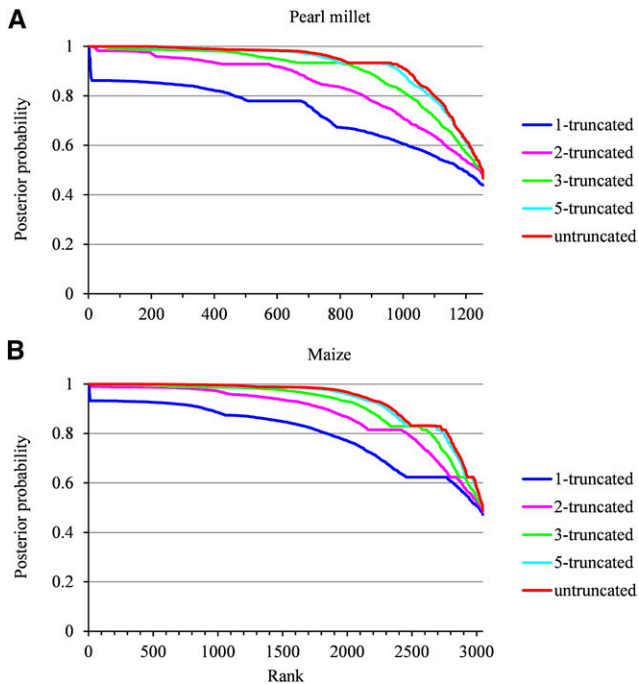 A
Pearl millet
Posterior probability
1
0.8
0.6
0.4
0.2
0
0 200 400 600 800 1000 1200
1-truncated
2-truncated
3-truncated
5-truncated
untruncated
B
Maize
Posterior probability
1
0.8
0.6
0.4
0.2
0
0 500 1000 1500 2000 2500 3000
Rank
1-truncated
2-truncated
3-truncated
5-truncated
untruncated